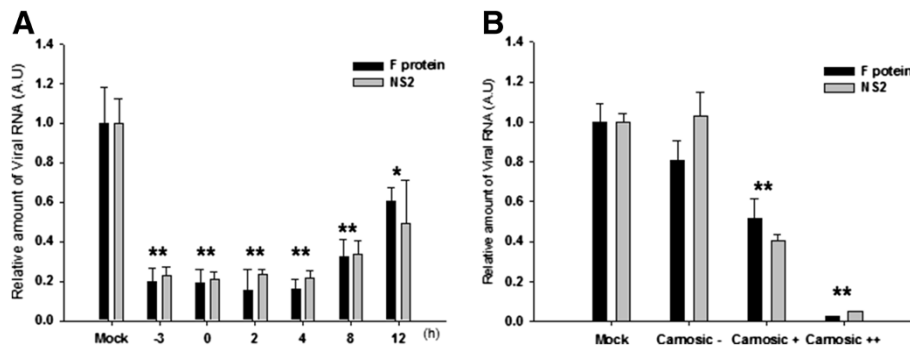 A
Relative amount of Viral RNA (A.U)
1.4
1.2
1.0
0.8
0.6
0.4
0.2
0.0
F protein
NS2
**
**
**
**
**
*
Mock -3 0 2 4 8 12 (h)
B
Relative amount of Viral RNA (A.U)
1.4
1.2
1.0
0.8
0.6
0.4
0.2
0.0
F potein
NS2
**
**
Mock Carnosic - Carnosic + Carnosic ++